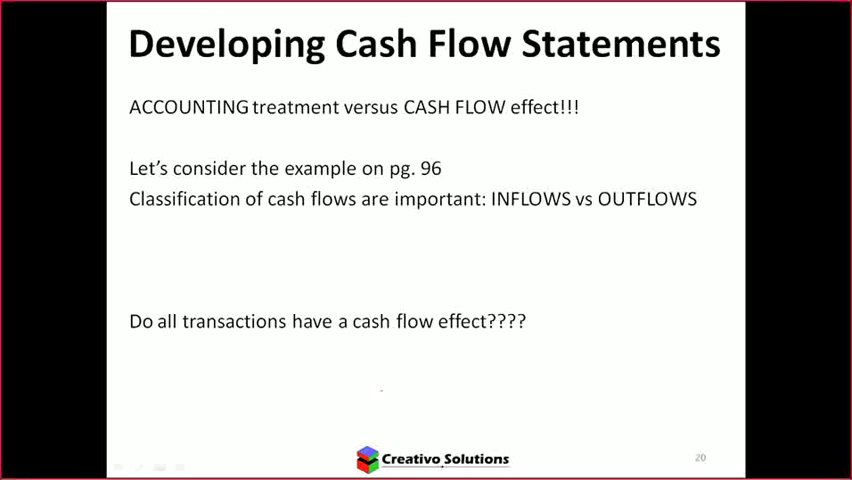 Developing Cash Flow Statements
ACCOUNTING treatment versus CASH FLOW effect!!!
Let's consider the example on pg. 96
Classification of cash flows are important: INFLOWS vs OUTFLOWS
Do all transactions have a cash flow effect????
Creativo Solutions
20